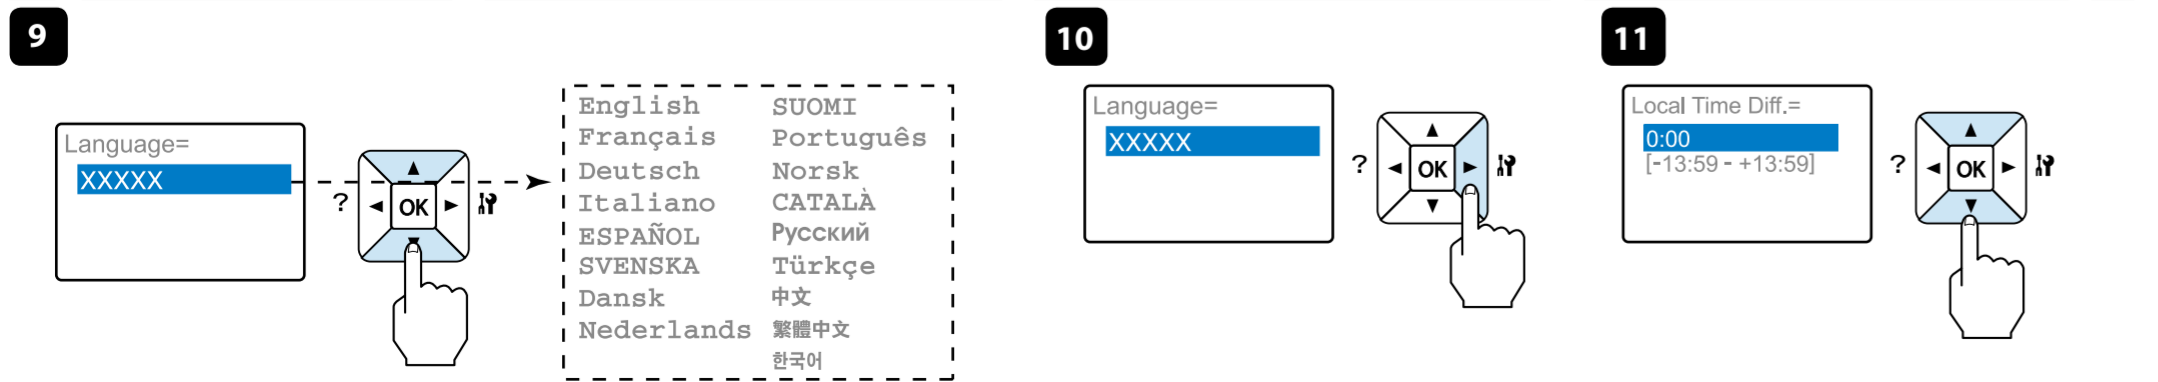 9
Language=
XXXXX
?
OK
English
Français
Deutsch
Italiano
ESPAÑOL
SVENSKA
Dansk
Nederlands
SUOMI
Português
Norsk
CATALÀ
Русский
Türkçe
中文
繁體中文
한국어
10
Language=
XXXXX
?
OK
11
Local Time Diff.=
0:00
[-13:59 - +13:59]
?
OK